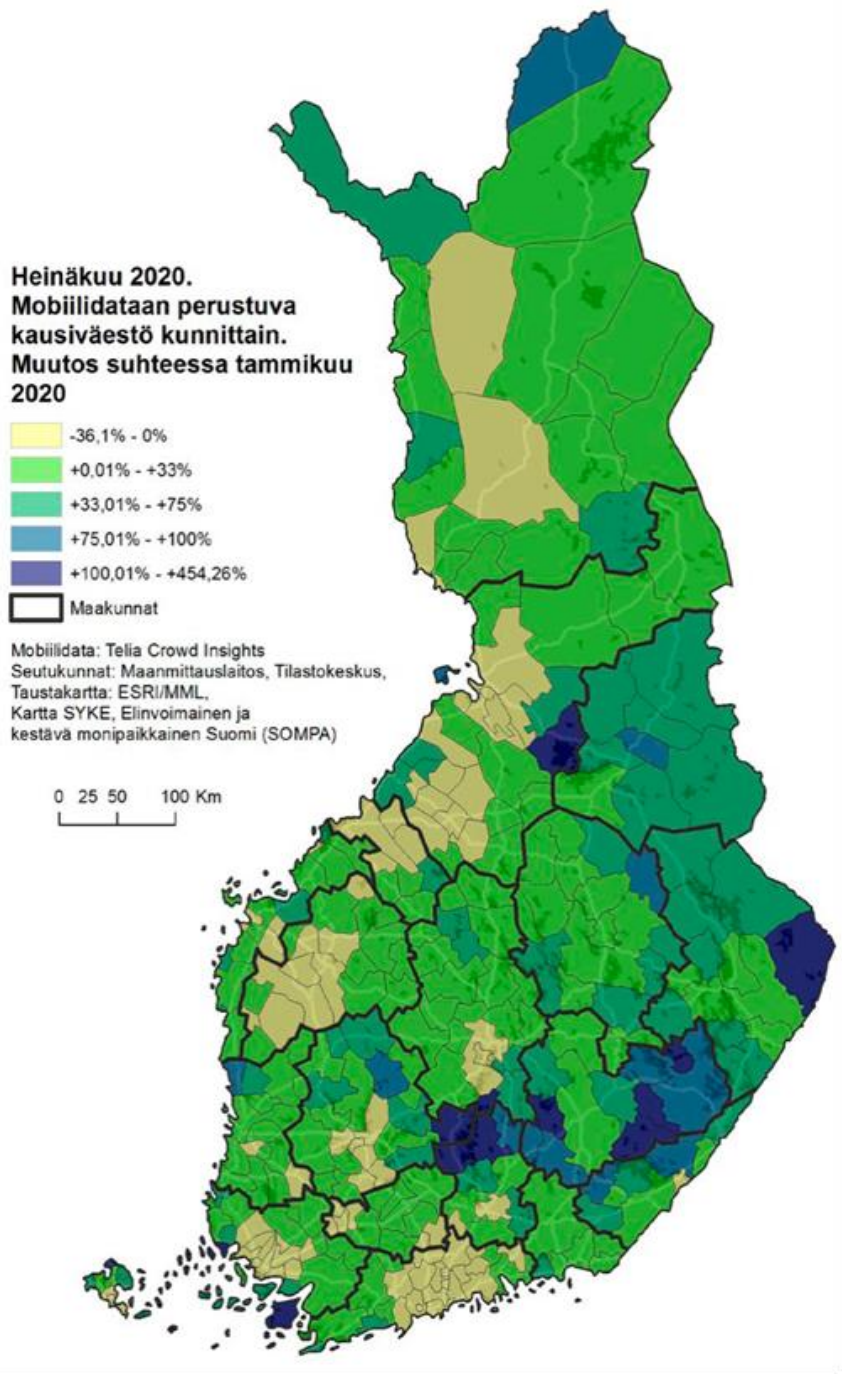 Heinäkuu 2020.
Mobiilidataan perustuva
kausiväestö kunnittain.
Muutos suhteessa tammikuu
2020
-36,1% - 0%
+0,01% - +33%
+33,01% - +75%
+75,01% - +100%
+100,01% - +454,26%
Maakunnat
Mobiilidata: Telia Crowd Insights
Seutukunnat: Maanmittauslaitos, Tilastokeskus,
Taustakartta: ESRI/MML,
Kartta SYKE, Elinvoimainen ja
kestävä monipaikkainen Suomi (SOMPA)
0 25 50 100 Km